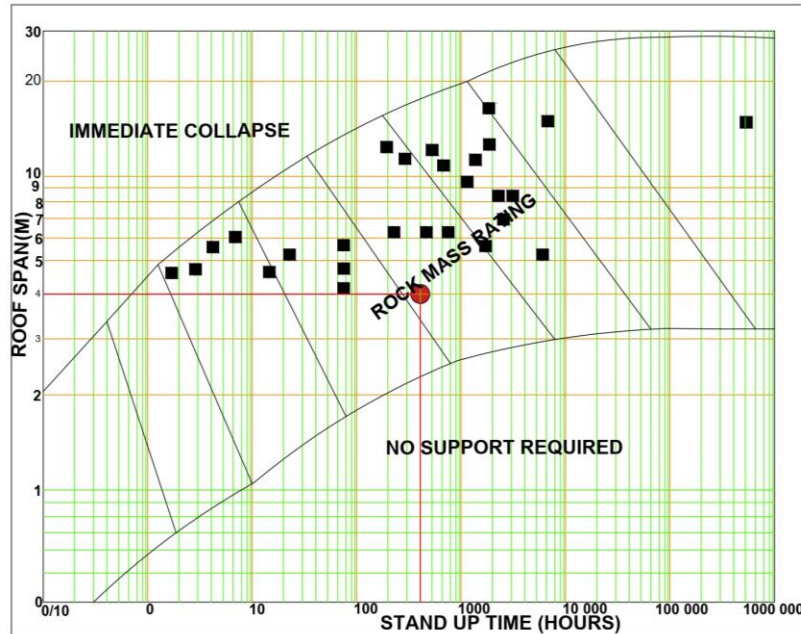 30
20
IMMEDIATE COLLAPSE
10
9
8
7
6
5
4
3
2
1
0
ROOF SPAN(M)
ROCK MASS RATING
NO SUPPORT REQUIRED
0/10 0 10 100 1000 10 000 100 000 1000 000
STAND UP TIME (HOURS)